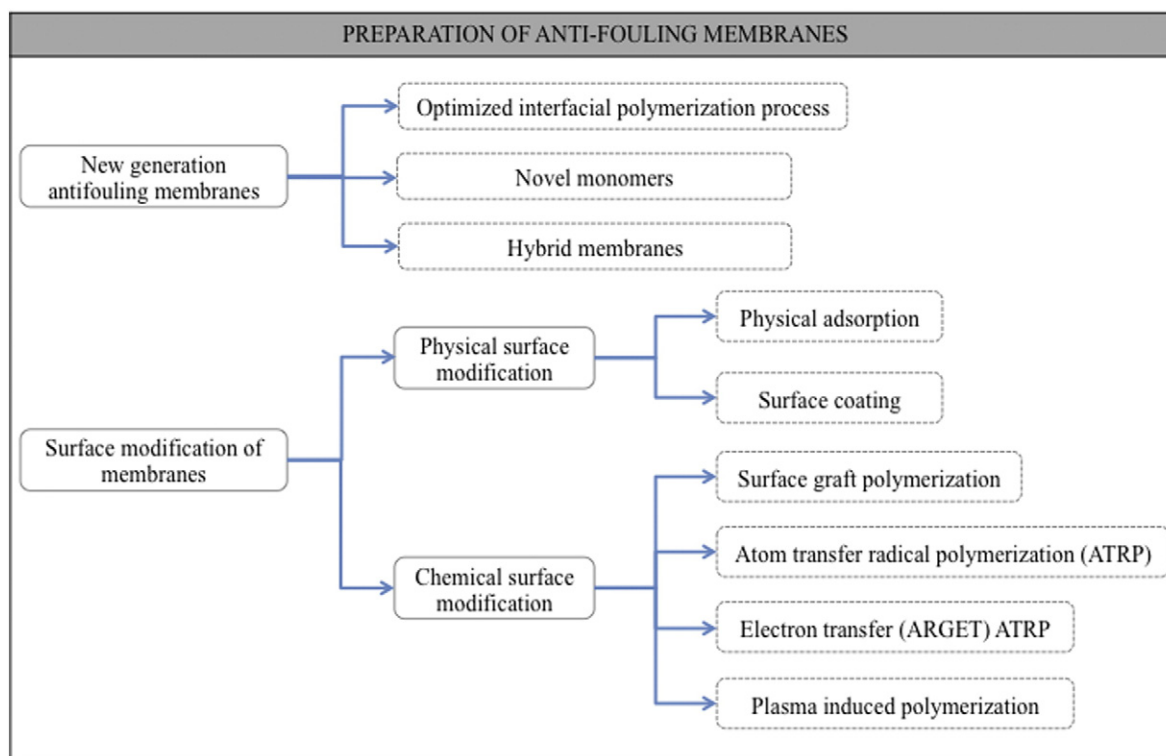 PREPARATION OF ANTI-FOULING MEMBRANES
New generation
antifouling membranes
Optimized interfacial polymerization process
Novel monomers
Hybrid membranes
Surface modification of
membranes
Physical surface
modification
Physical adsorption
Surface coating
Chemical surface
modification
Surface graft polymerization
Atom transfer radical polymerization (ATRP)
Electron transfer (ARGET) ATRP
Plasma induced polymerization